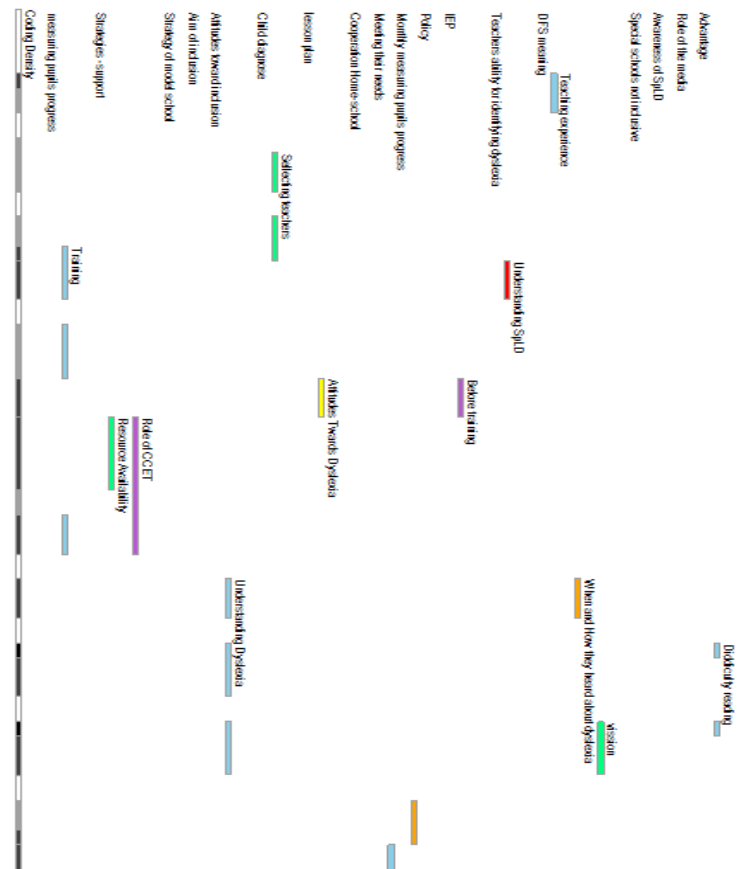 Advantage
Role of the media
Awareness of SpLD
Special schools not inclusive
DFS meaning
Teachers ability for identifying dyslexia
IEP
Policy
Monthly measuring pupils progress
Meeting their needs
Cooperation Home-school
lesson plan
Child diagnose
Attitudes toward inclusion
Aim of inclusion
Strategy of model school
Strategies - support
measuring pupils progress
Coding Density
Teaching experience
Sellecting teachers
Training
Understanding SpLD
Before training
Attitudes Towards Dyslexia
Role of CCET
Resource Availability
When and How they heard about dyslexia
Understanding Dyslexia
Diddiculty reading
vission